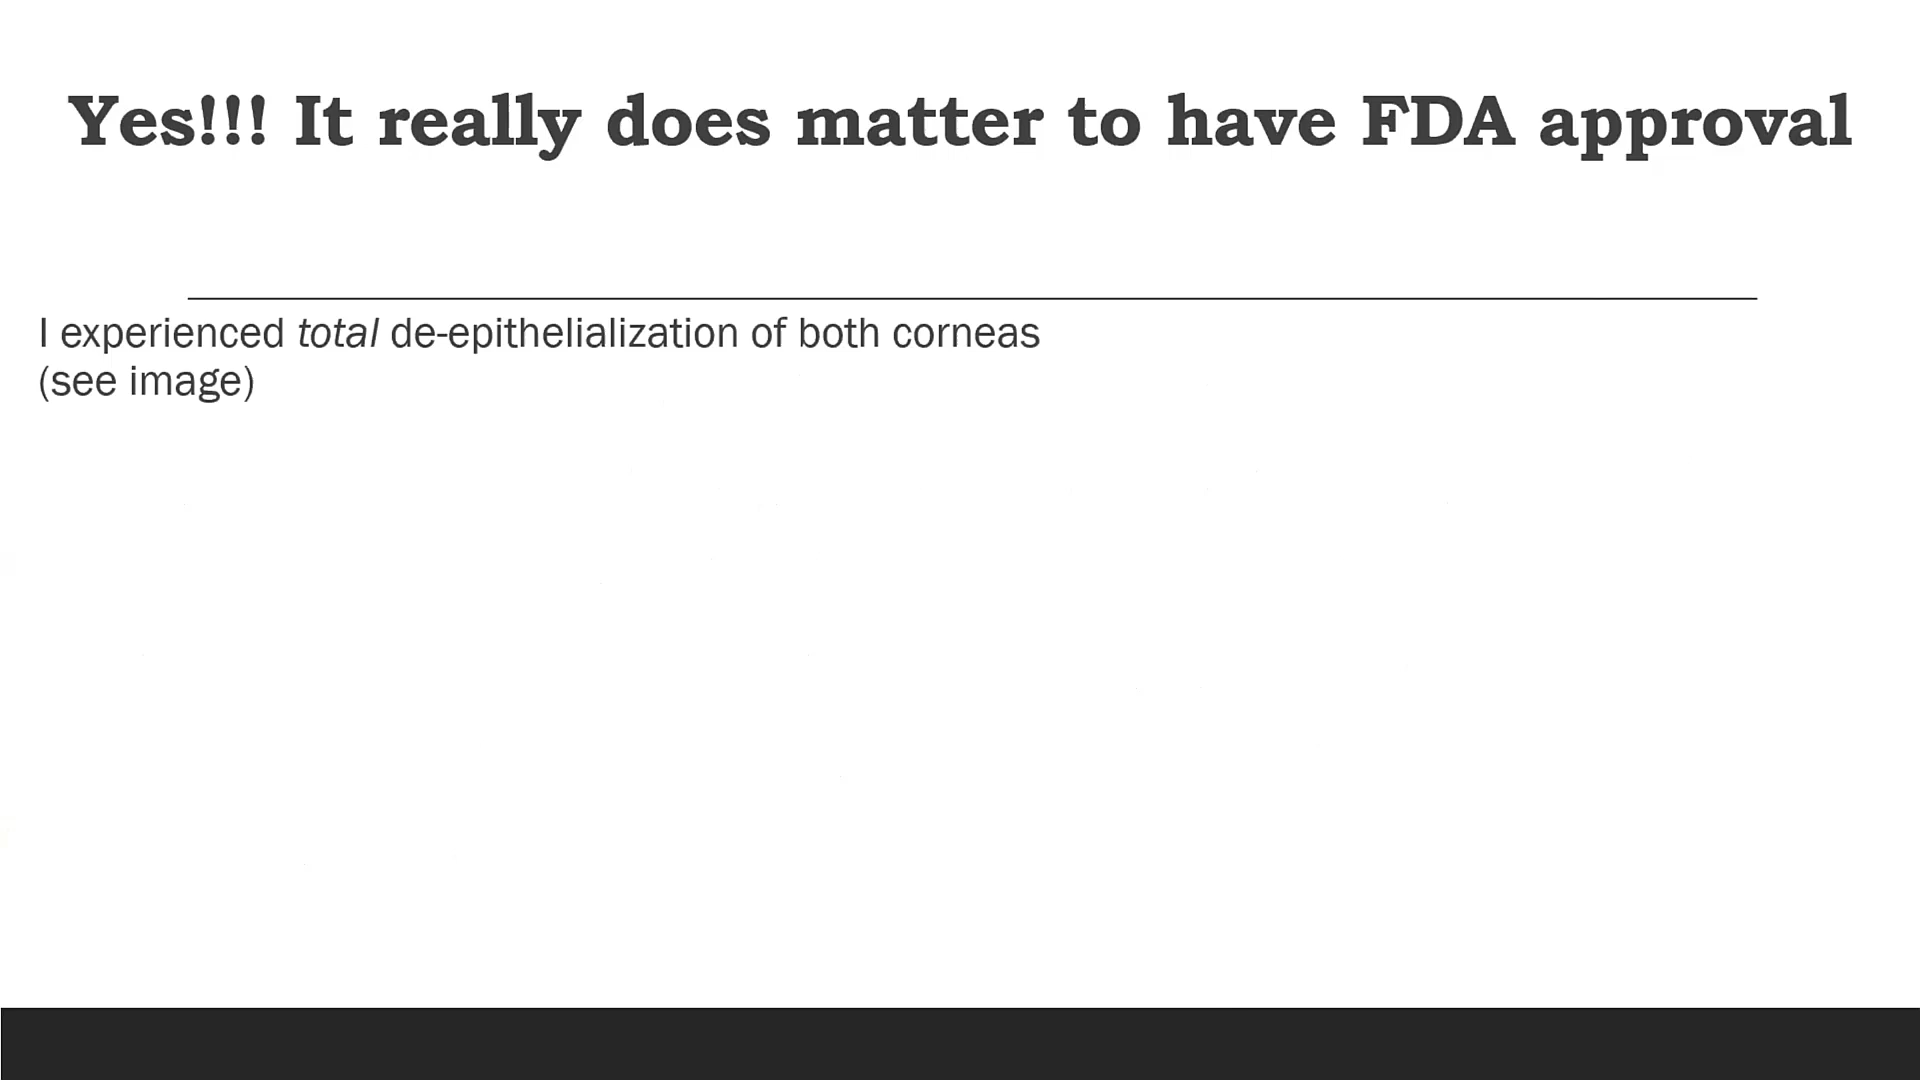 Yes!!! It really does matter to have FDA approval
I experienced total de-epithelialization of both corneas
(see image)